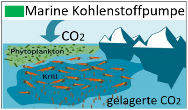 Marine Kohlenstoffpumpe
CO2
Phytoplankton
Krill
gelagerte CO2